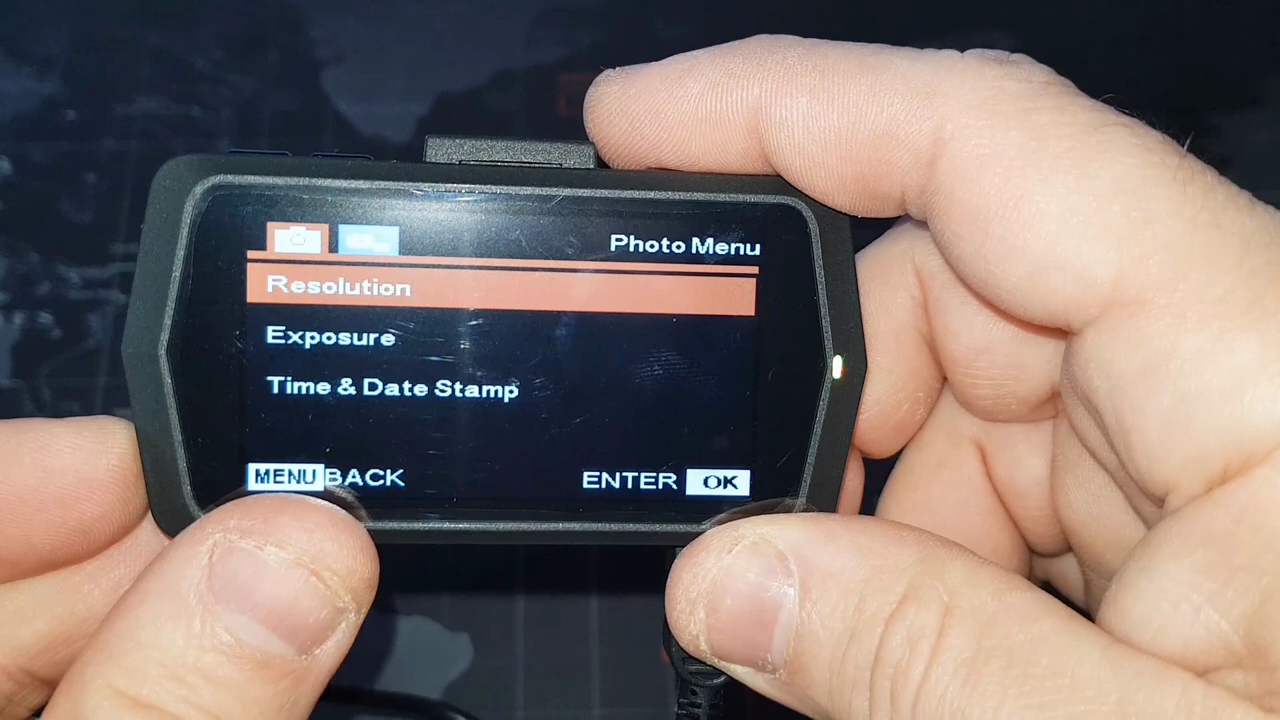 Photo Menu
Resolution
Exposure
Time & Date Stamp
MENU BACK ENTER OK